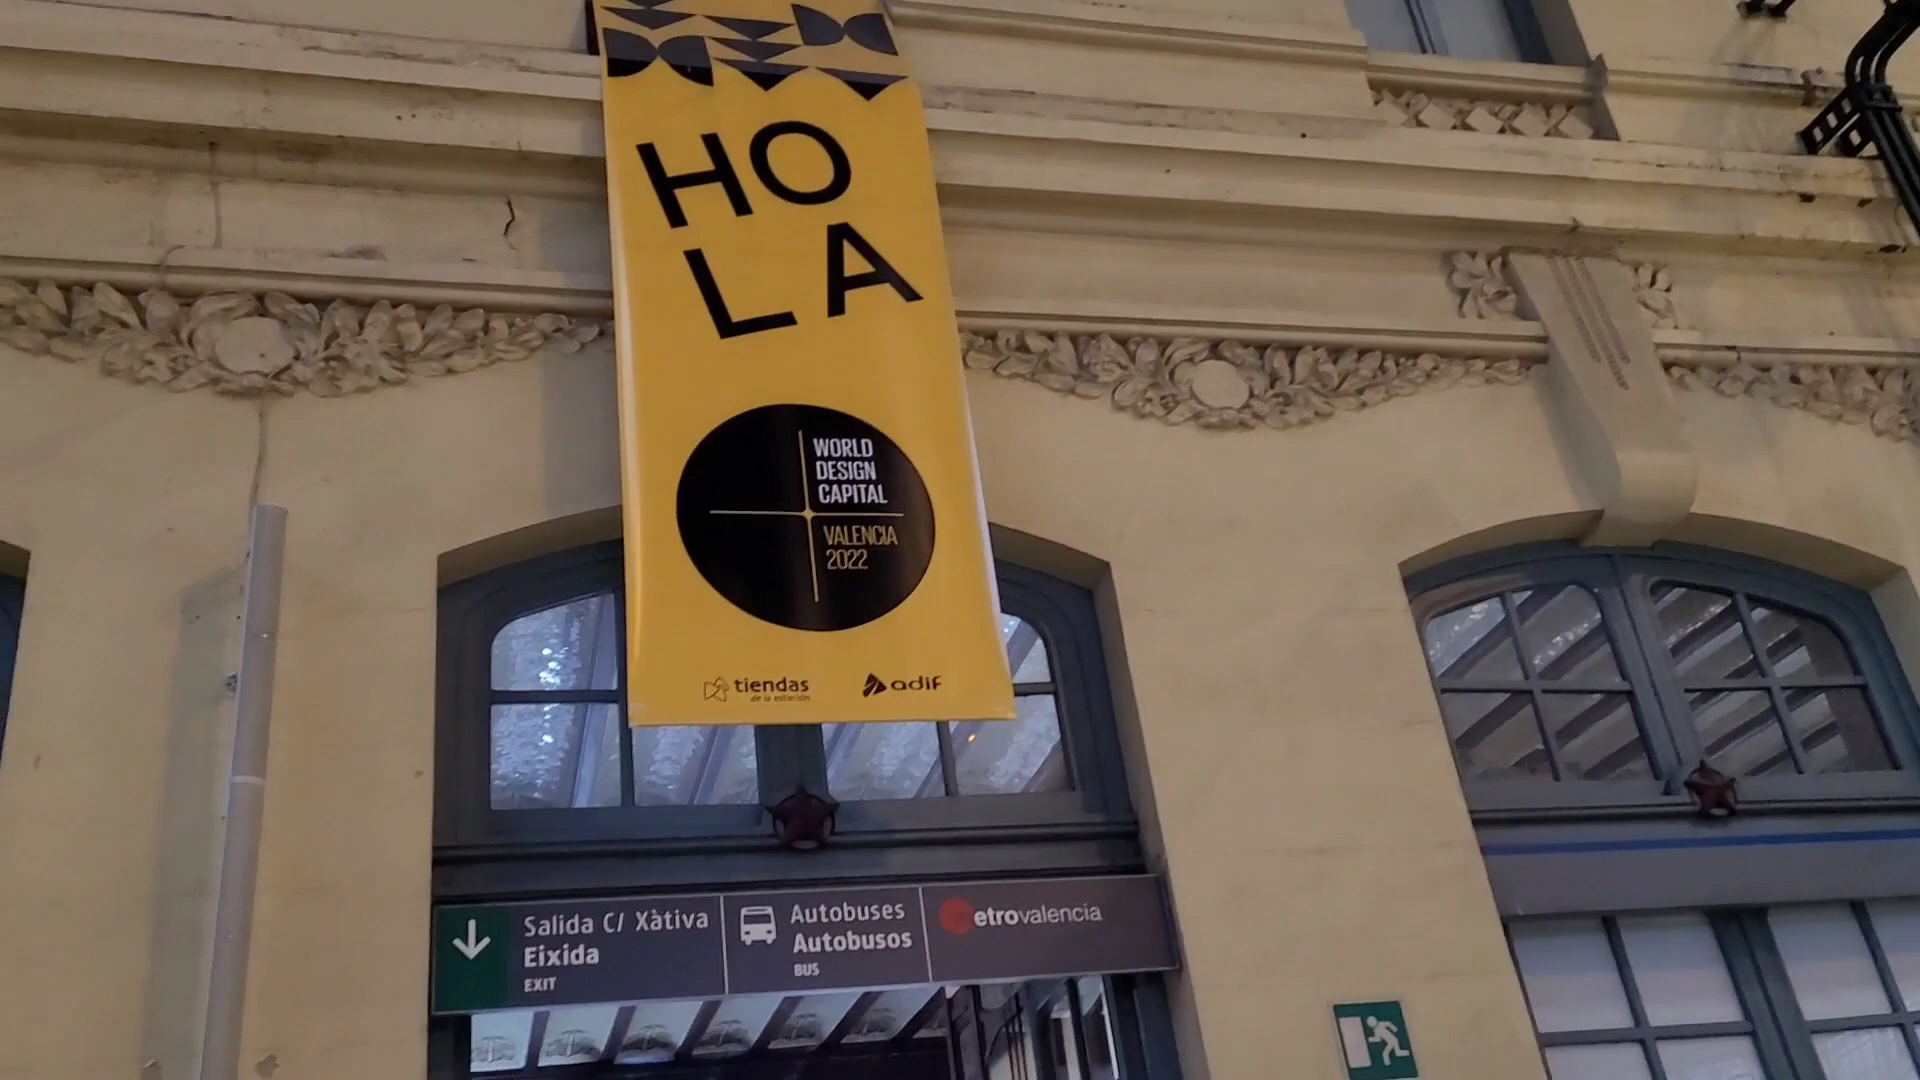 HO
LA
WORLD
DESIGN
CAPITAL
VALENCIA
2022
tiendas
de la estación
adif
Salida C/ Xàtiva
Eixida
EXIT
Autobuses
Autobusos
BUS
etrovalencia